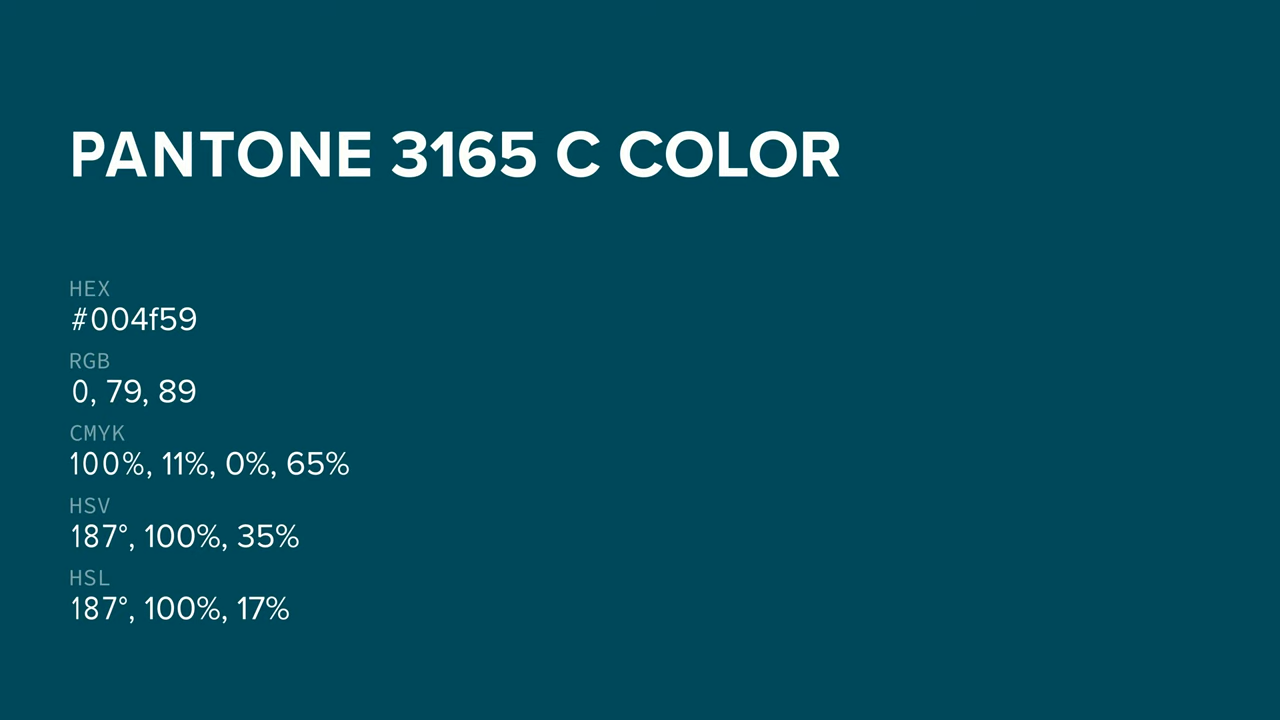 PANTONE 3165 C COLOR
HEX
#004f59
RGB
0, 79, 89
CMYK
100%, 11%, 0%, 65%
HSV
187°, 100%, 35%
HSL
187°, 100%, 17%